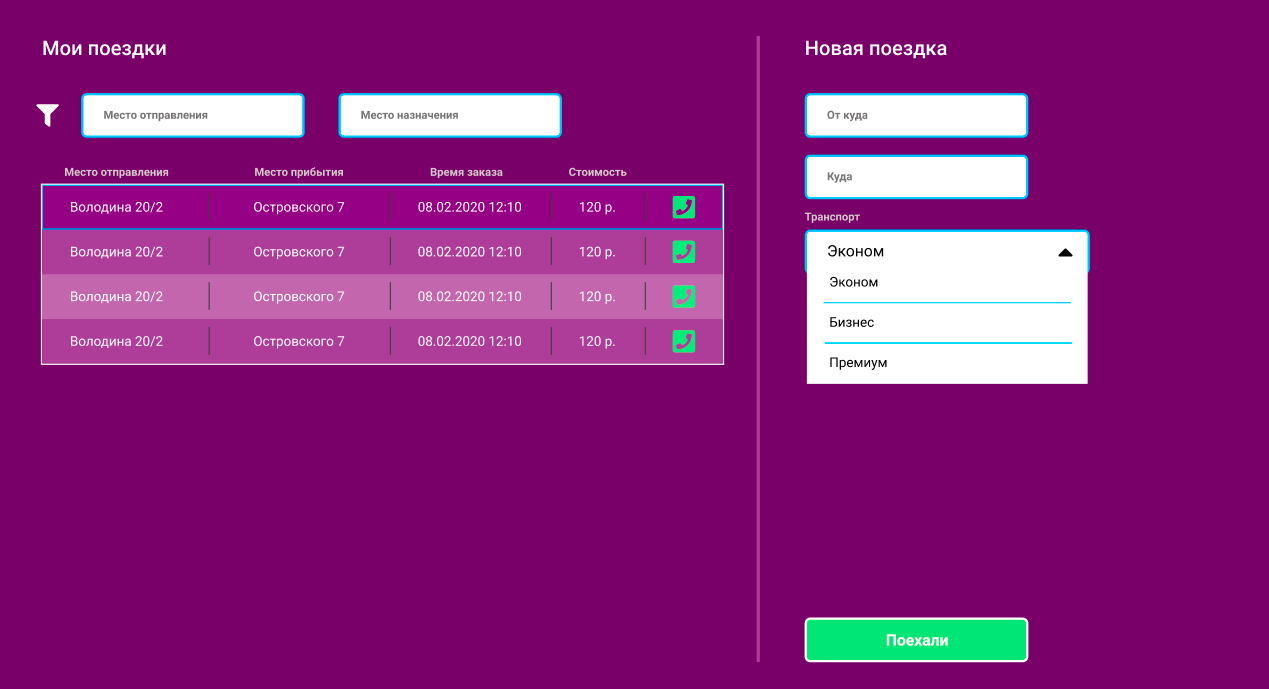 Мои поездки
Место отправления
Место назначения
Место отправления Место прибытия Время заказа Стоимость
Володина 20/2 Островского 7 08.02.2020 12:10 120 р.
Володина 20/2 Островского 7 08.02.2020 12:10 120 р.
Володина 20/2 Островского 7 08.02.2020 12:10 120 р.
Володина 20/2 Островского 7 08.02.2020 12:10 120 р.
Новая поездка
От куда
Куда
Транспорт
Эконом
Эконом
Бизнес
Премиум
Поехали